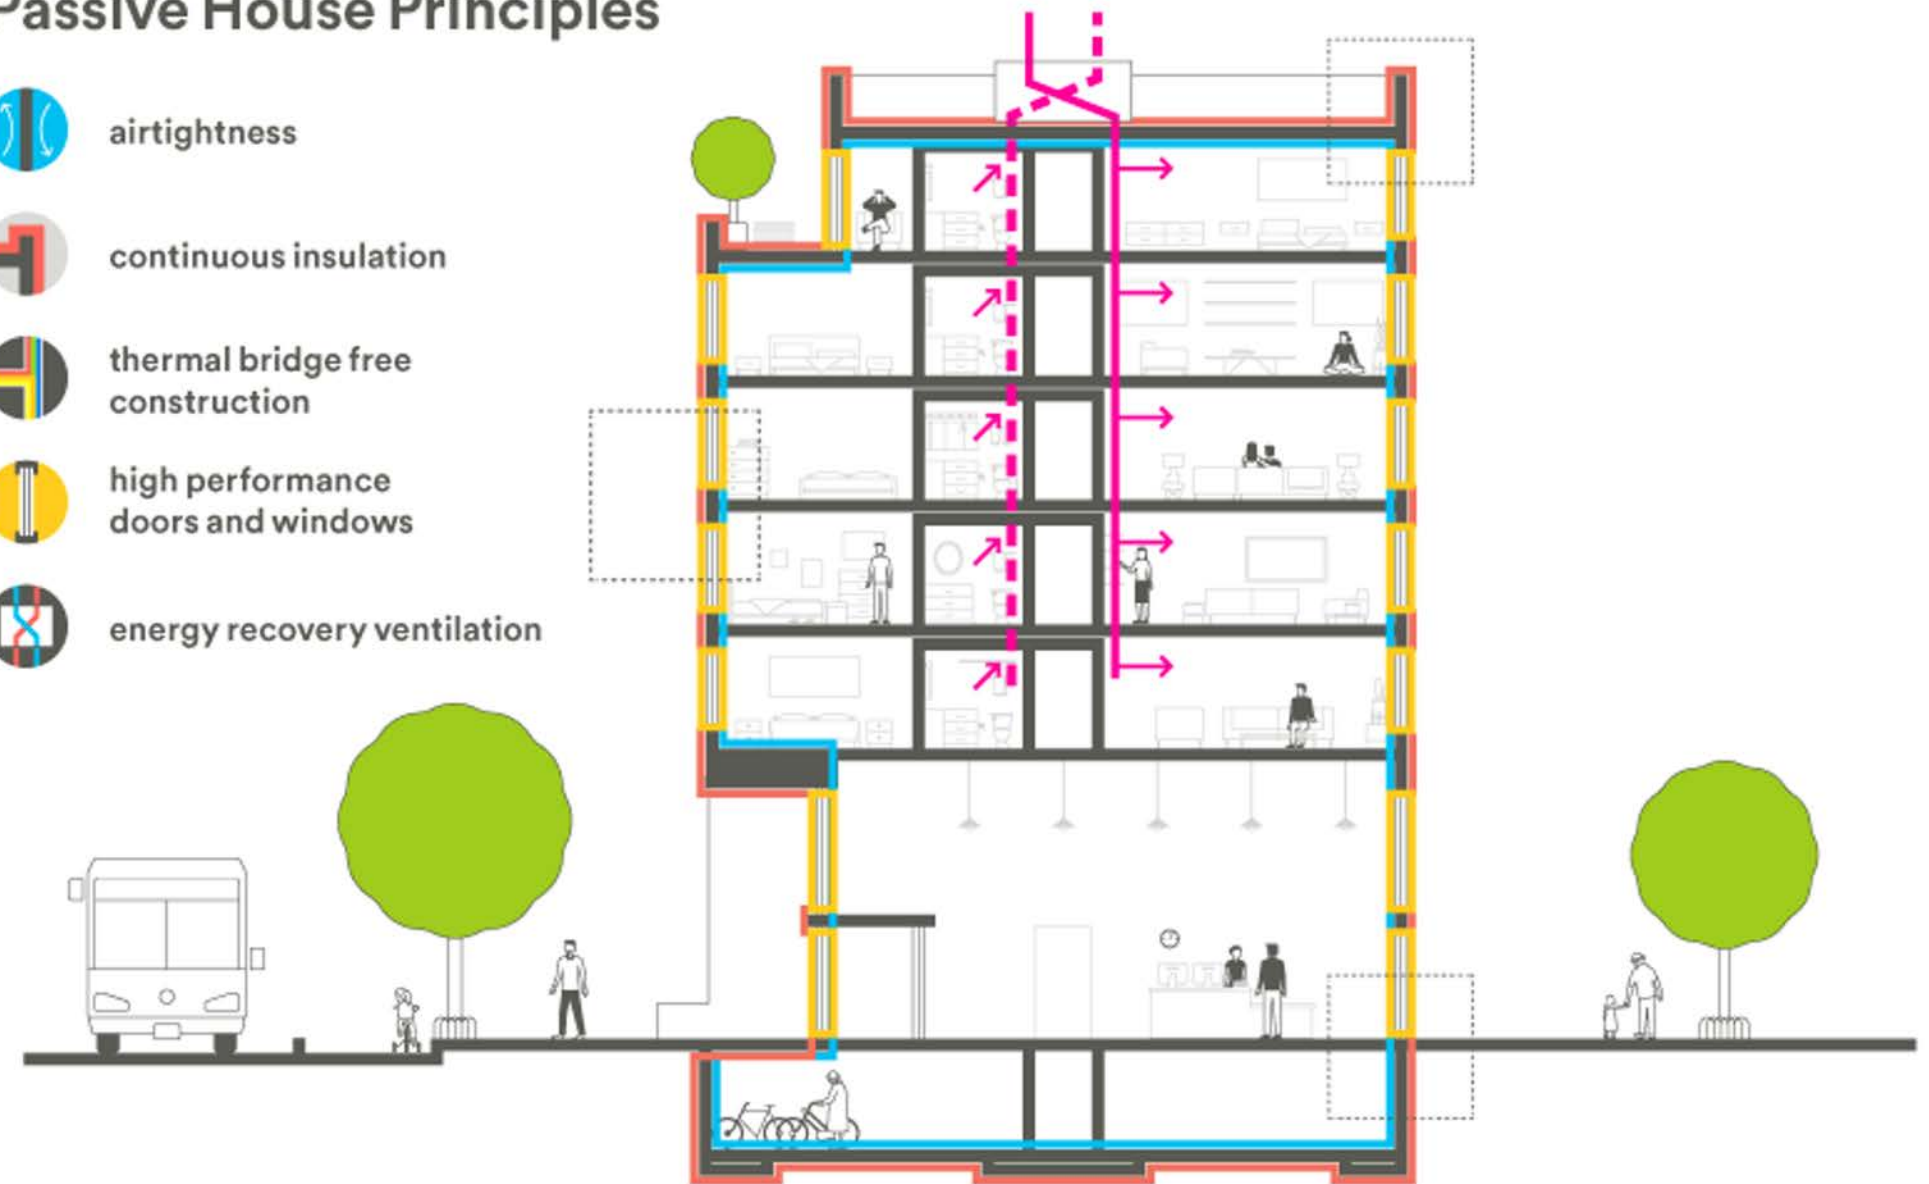 Passive House Principles
airtightness
continuous insulation
thermal bridge free
construction
high performance
doors and windows
energy recovery ventilation